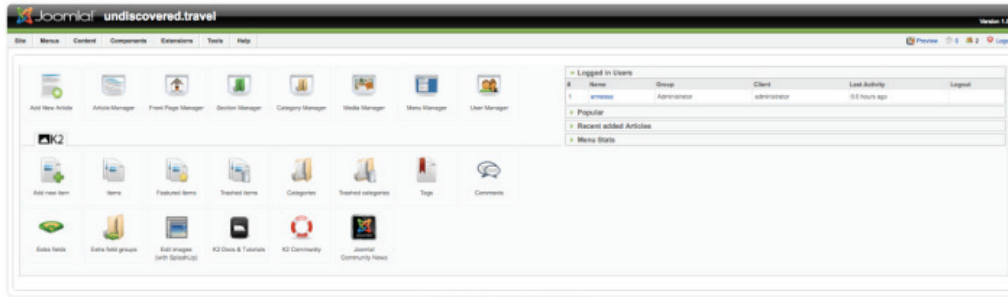 Joomla! undiscovered.travel
Version 1.5
Site Menus Content Components Extensions Tools Help
Preview 0 2 Logout
Add New Article Article Manager Front Page Manager Section Manager Category Manager Media Manager Menu Manager User Manager
Logged in Users
# Name Group Client Last Activity Logout
1 Administrator administrator 0.0 hours ago
Popular
Recent added Articles
Menu Stats
K2
Add new item Items Featured items Trashed items Categories Trashed categories Tags Comments
Extra fields Extra field groups Edit images K2 Docs & Tutorials K2 Community Joomla!
(with SplashUp) Community News